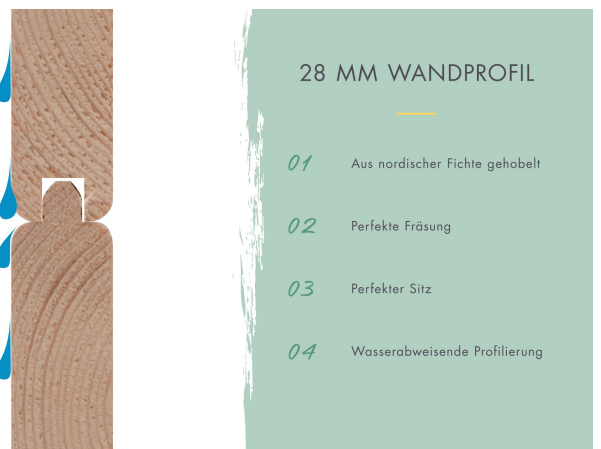 28 MM WANDPROFIL
01 Aus nordischer Fichte gehobelt
02 Perfekte Fräsung
03 Perfekter Sitz
04 Wasserabweisende Profilierung